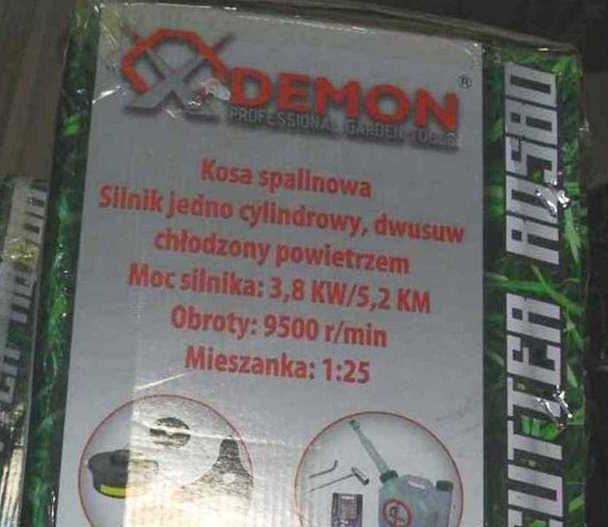 DEMON®
PROFESSIONAL GARDEN TOOLS
Kosa spalinowa
Silnik jedno cylindrowy, dwusuw
chłodzony powietrzem
Moc silnika: 3,8 KW/5,2 KM
Obroty: 9500 r/min
Mieszanka: 1:25
CUTTER RQ580